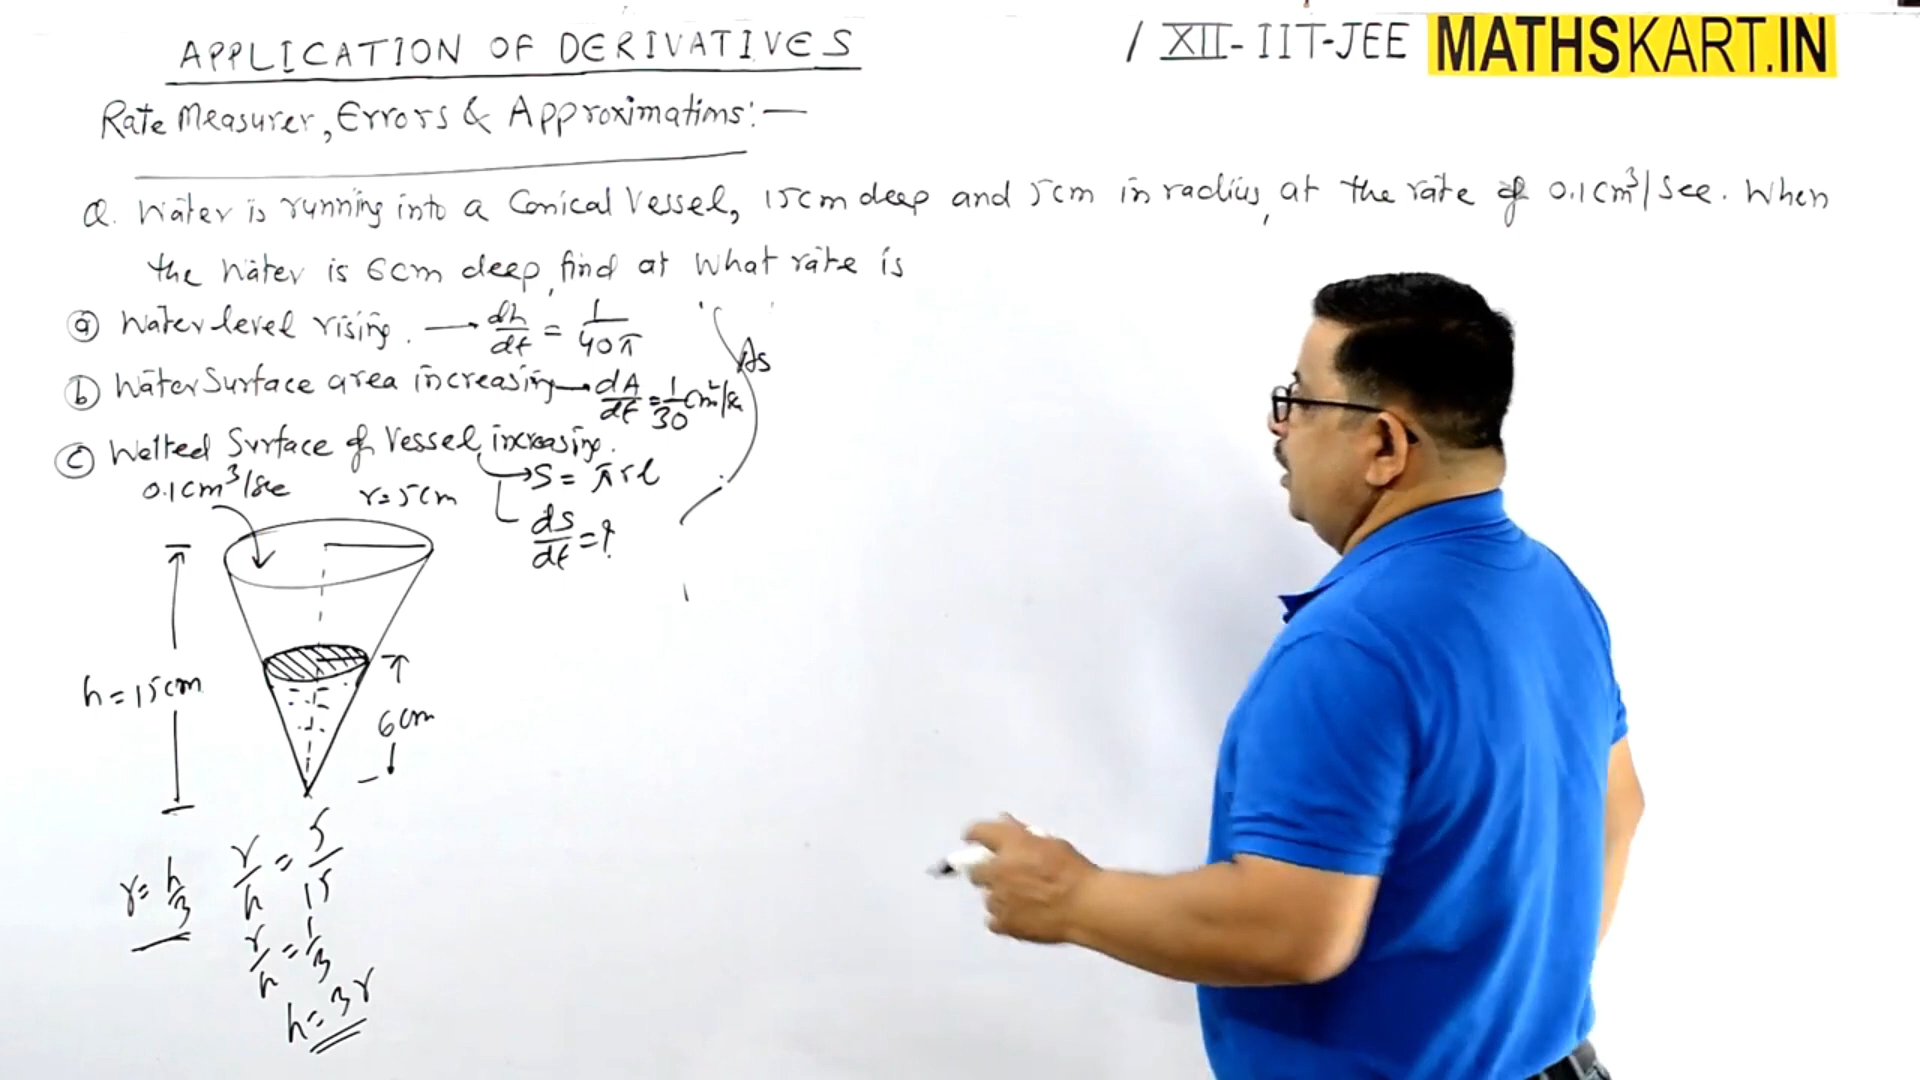 APPLICATION OF DERIVATIVES / XII-IIT-JEE MATHSKART.IN
Rate Measurer, Errors & Approximations:—
Q. Water is running into a Conical Vessel, 15cm deep and 5cm in radius, at the rate of 0.1cm³/Sec. When
the water is 6cm deep, find at what rate is
(a) Water level rising. → dh/dt = 1/40π
(b) Water Surface area increasing → dA/dt = 1/30 cm²/Sec
(c) Wetted Surface of Vessel increasing.
→ S = πrl
dS/dt = ?
As
0.1cm³/Sec
r=5cm
h=15cm
6cm
r/h = 5/15
r = h/3
r/h = 1/3
h=3r